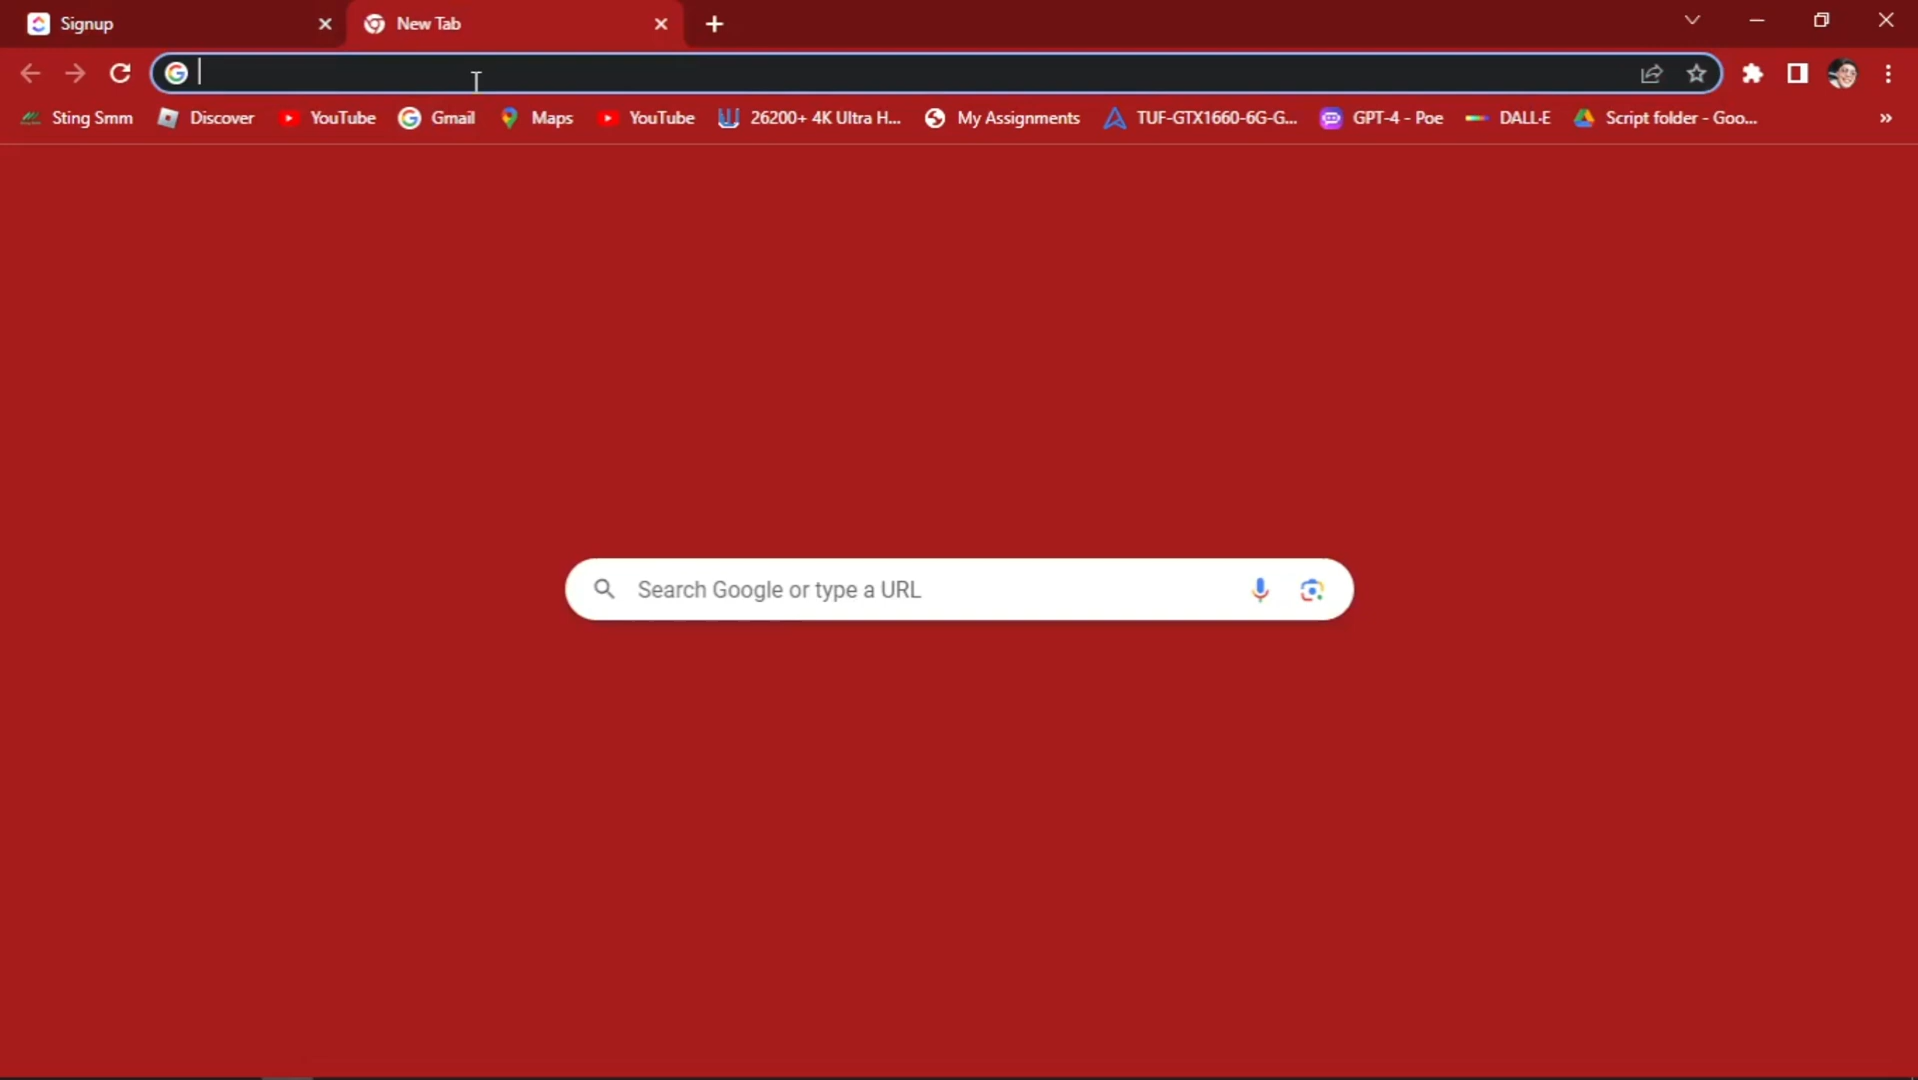 Signup
New Tab
Sting Smm Discover YouTube Gmail Maps YouTube 26200+ 4K Ultra H... My Assignments TUF-GTX1660-6G-G... GPT-4 - Poe DALL·E Script folder - Goo...
Search Google or type a URL